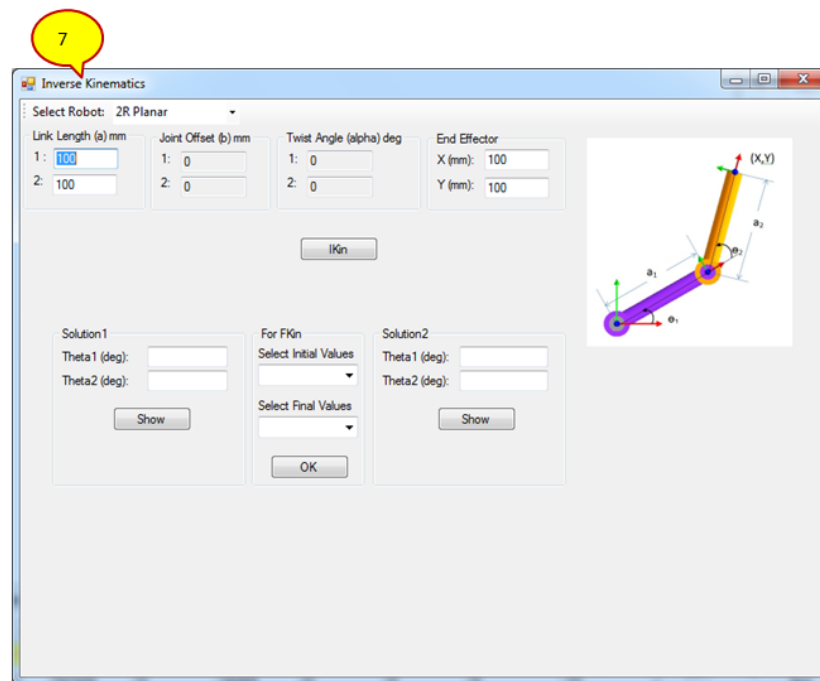 7
Inverse Kinematics
Select Robot: 2R Planar
Link Length (a) mm
1 : 100
2: 100
Joint Offset (b) mm
1: 0
2: 0
Twist Angle (alpha) deg
1: 0
2: 0
End Effector
X (mm): 100
Y (mm): 100
IKin
(X,Y)
a₂
θ₂
a₁
θ₁
Solution1
Theta1 (deg):
Theta2 (deg):
Show
For FKin
Select Initial Values
Select Final Values
OK
Solution2
Theta1 (deg):
Theta2 (deg):
Show